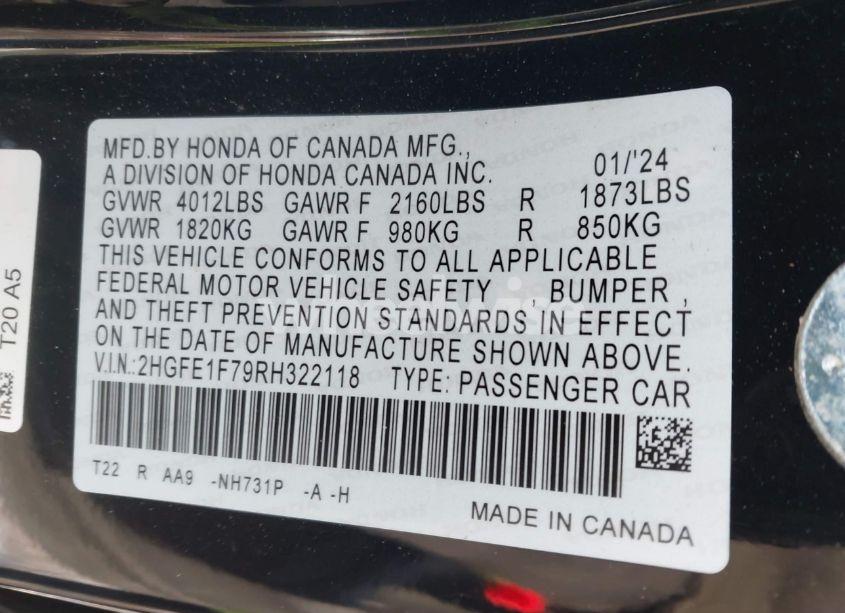 MFD.BY HONDA OF CANADA MFG.,
A DIVISION OF HONDA CANADA INC. 01/'24
GVWR 4012LBS GAWR F 2160LBS R 1873LBS
GVWR 1820KG GAWR F 980KG R 850KG
THIS VEHICLE CONFORMS TO ALL APPLICABLE
FEDERAL MOTOR VEHICLE SAFETY , BUMPER ,
AND THEFT PREVENTION STANDARDS IN EFFECT
ON THE DATE OF MANUFACTURE SHOWN ABOVE.
V.I.N.:2HGFE1F79RH322118 TYPE: PASSENGER CAR
T22 R AA9 -NH731P -A -H
MADE IN CANADA
T20 A5